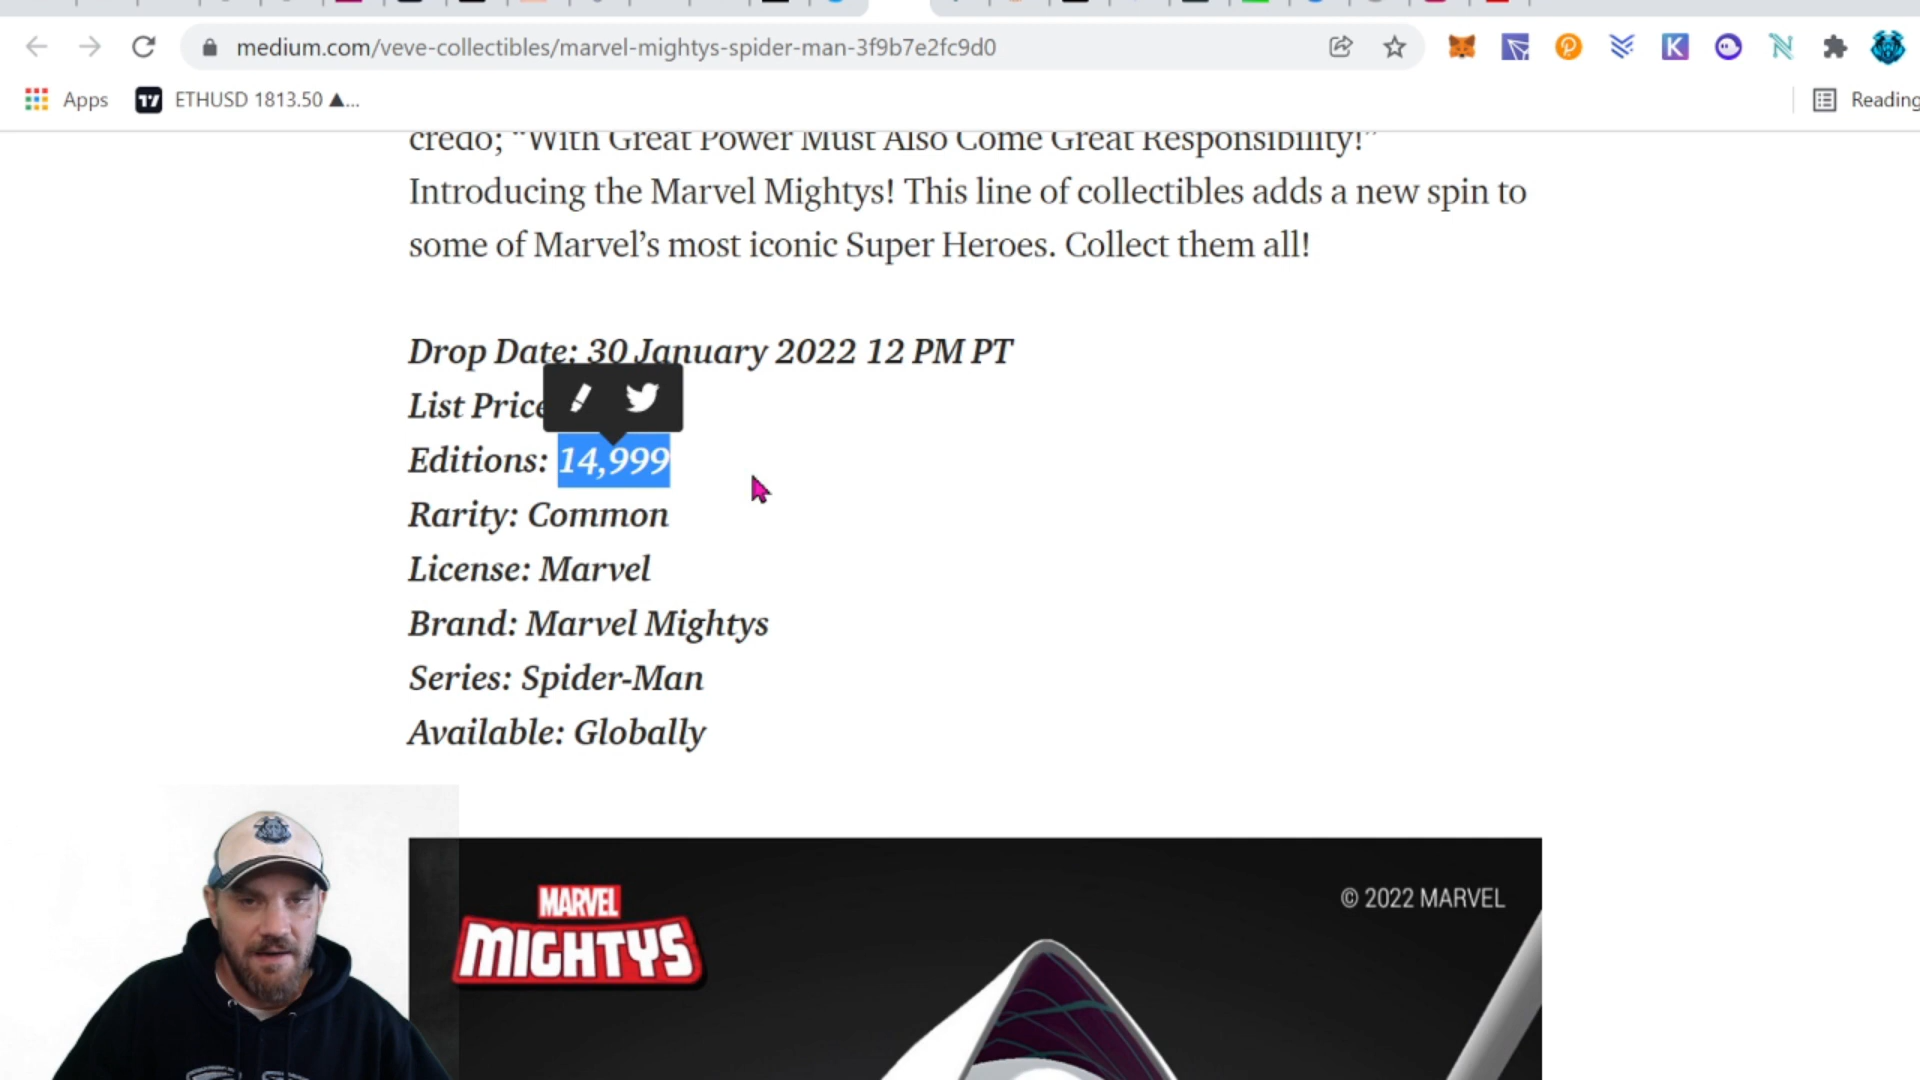 medium.com/veve-collectibles/marvel-mightys-spider-man-3f9b7e2fc9d0
Apps
ETHUSD 1813.50 ▲...
Reading
credo; “With Great Power Must Also Come Great Responsibility!”
Introducing the Marvel Mightys! This line of collectibles adds a new spin to
some of Marvel’s most iconic Super Heroes. Collect them all!
Drop Date: 30 January 2022 12 PM PT
List Price
Editions: 14,999
Rarity: Common
License: Marvel
Brand: Marvel Mightys
Series: Spider-Man
Available: Globally
MARVEL
MIGHTYS
© 2022 MARVEL